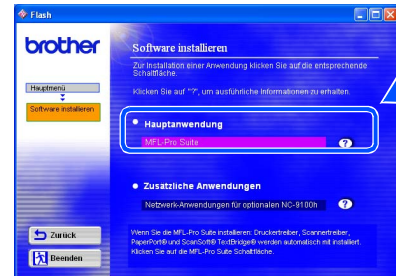 Flash
brother
Software installieren
Zur Installation einer Anwendung klicken Sie auf die entsprechende
Schaltfläche.
Klicken Sie auf "?", um ausführliche Informationen zu erhalten.
Hauptmenü
Software installieren
Hauptanwendung
MFL-Pro Suite
?
Zusätzliche Anwendungen
Netzwerk-Anwendungen für optionalen NC-9100h
?
Zurück
Beenden
Wenn Sie die MFL-Pro Suite installieren: Druckertreiber, Scannertreiber,
PaperPort® und ScanSoft® TextBridge® werden automatisch mit installiert.
Klicken Sie auf die MFL-Pro Suite Schaltfläche.